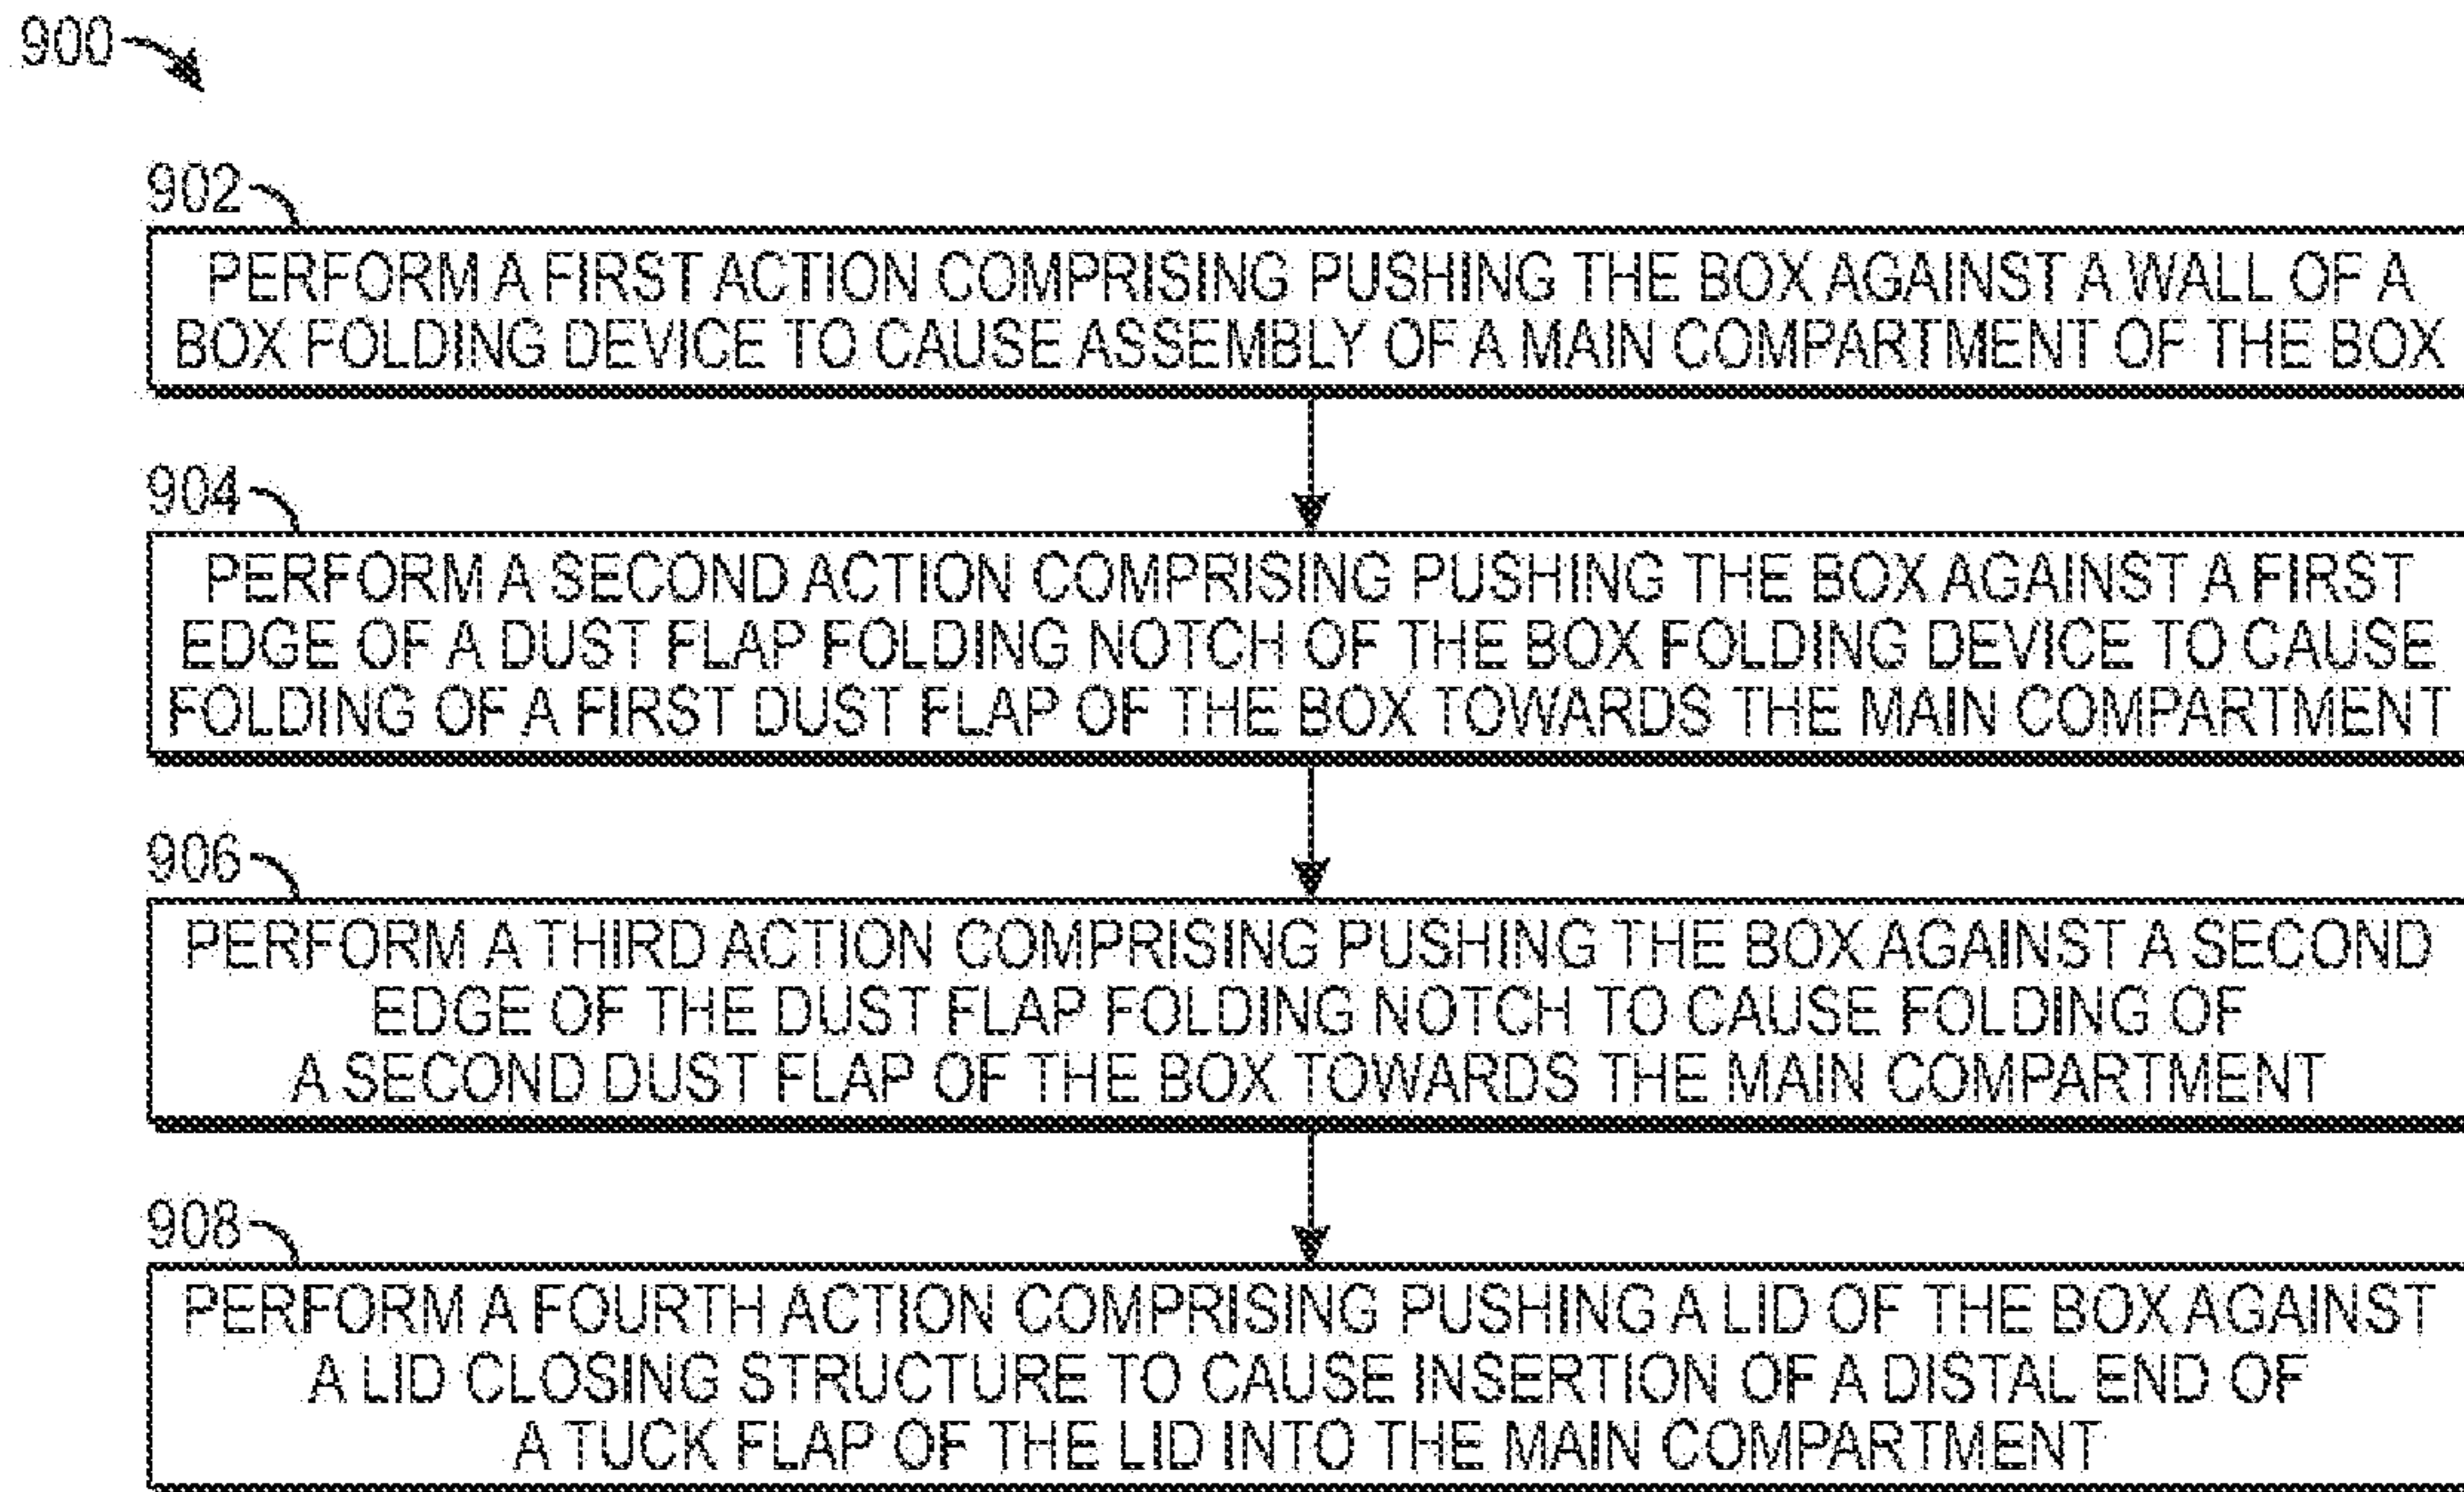 900
902
PERFORM A FIRST ACTION COMPRISING PUSHING THE BOX AGAINST A WALL OF A
BOX FOLDING DEVICE TO CAUSE ASSEMBLY OF A MAIN COMPARTMENT OF THE BOX
904
PERFORM A SECOND ACTION COMPRISING PUSHING THE BOX AGAINST A FIRST
EDGE OF A DUST FLAP FOLDING NOTCH OF THE BOX FOLDING DEVICE TO CAUSE
FOLDING OF A FIRST DUST FLAP OF THE BOX TOWARDS THE MAIN COMPARTMENT
906
PERFORM A THIRD ACTION COMPRISING PUSHING THE BOX AGAINST A SECOND
EDGE OF THE DUST FLAP FOLDING NOTCH TO CAUSE FOLDING OF
A SECOND DUST FLAP OF THE BOX TOWARDS THE MAIN COMPARTMENT
908
PERFORM A FOURTH ACTION COMPRISING PUSHING A LID OF THE BOX AGAINST
A LID CLOSING STRUCTURE TO CAUSE INSERTION OF A DISTAL END OF
A TUCK FLAP OF THE LID INTO THE MAIN COMPARTMENT